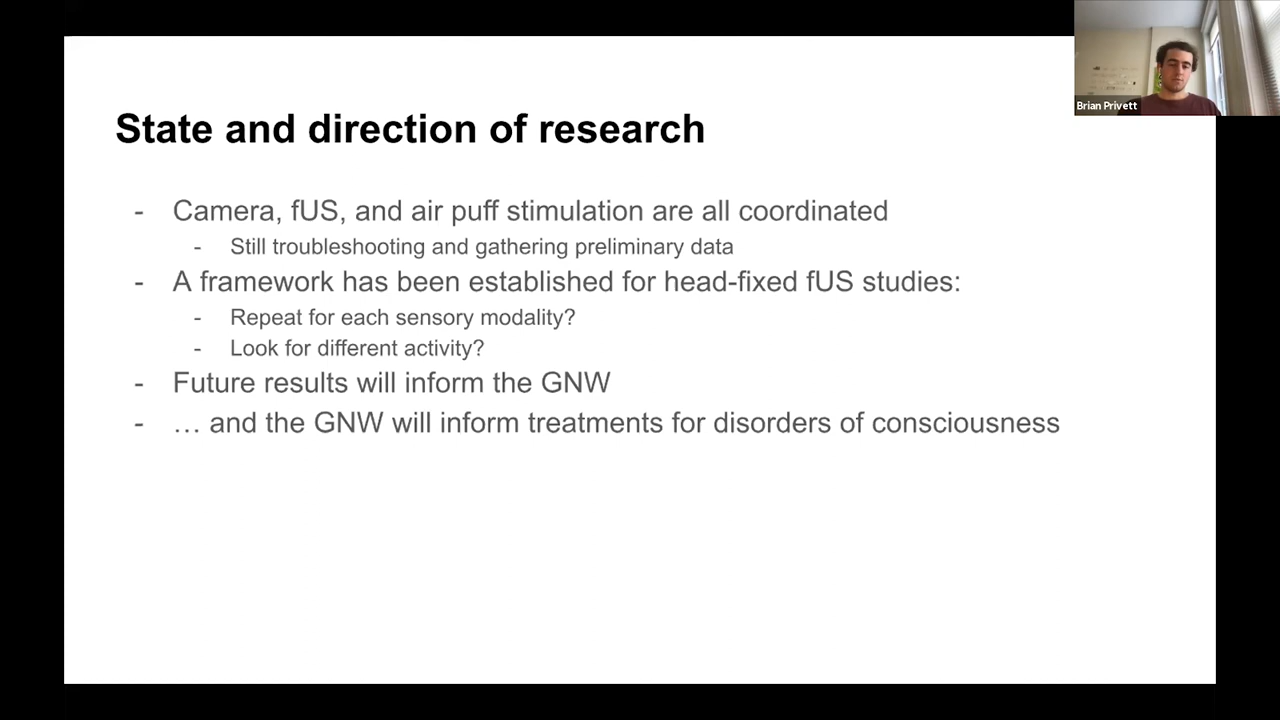 Brian Privett
State and direction of research
- Camera, fUS, and air puff stimulation are all coordinated
- Still troubleshooting and gathering preliminary data
- A framework has been established for head-fixed fUS studies:
- Repeat for each sensory modality?
- Look for different activity?
- Future results will inform the GNW
- … and the GNW will inform treatments for disorders of consciousness